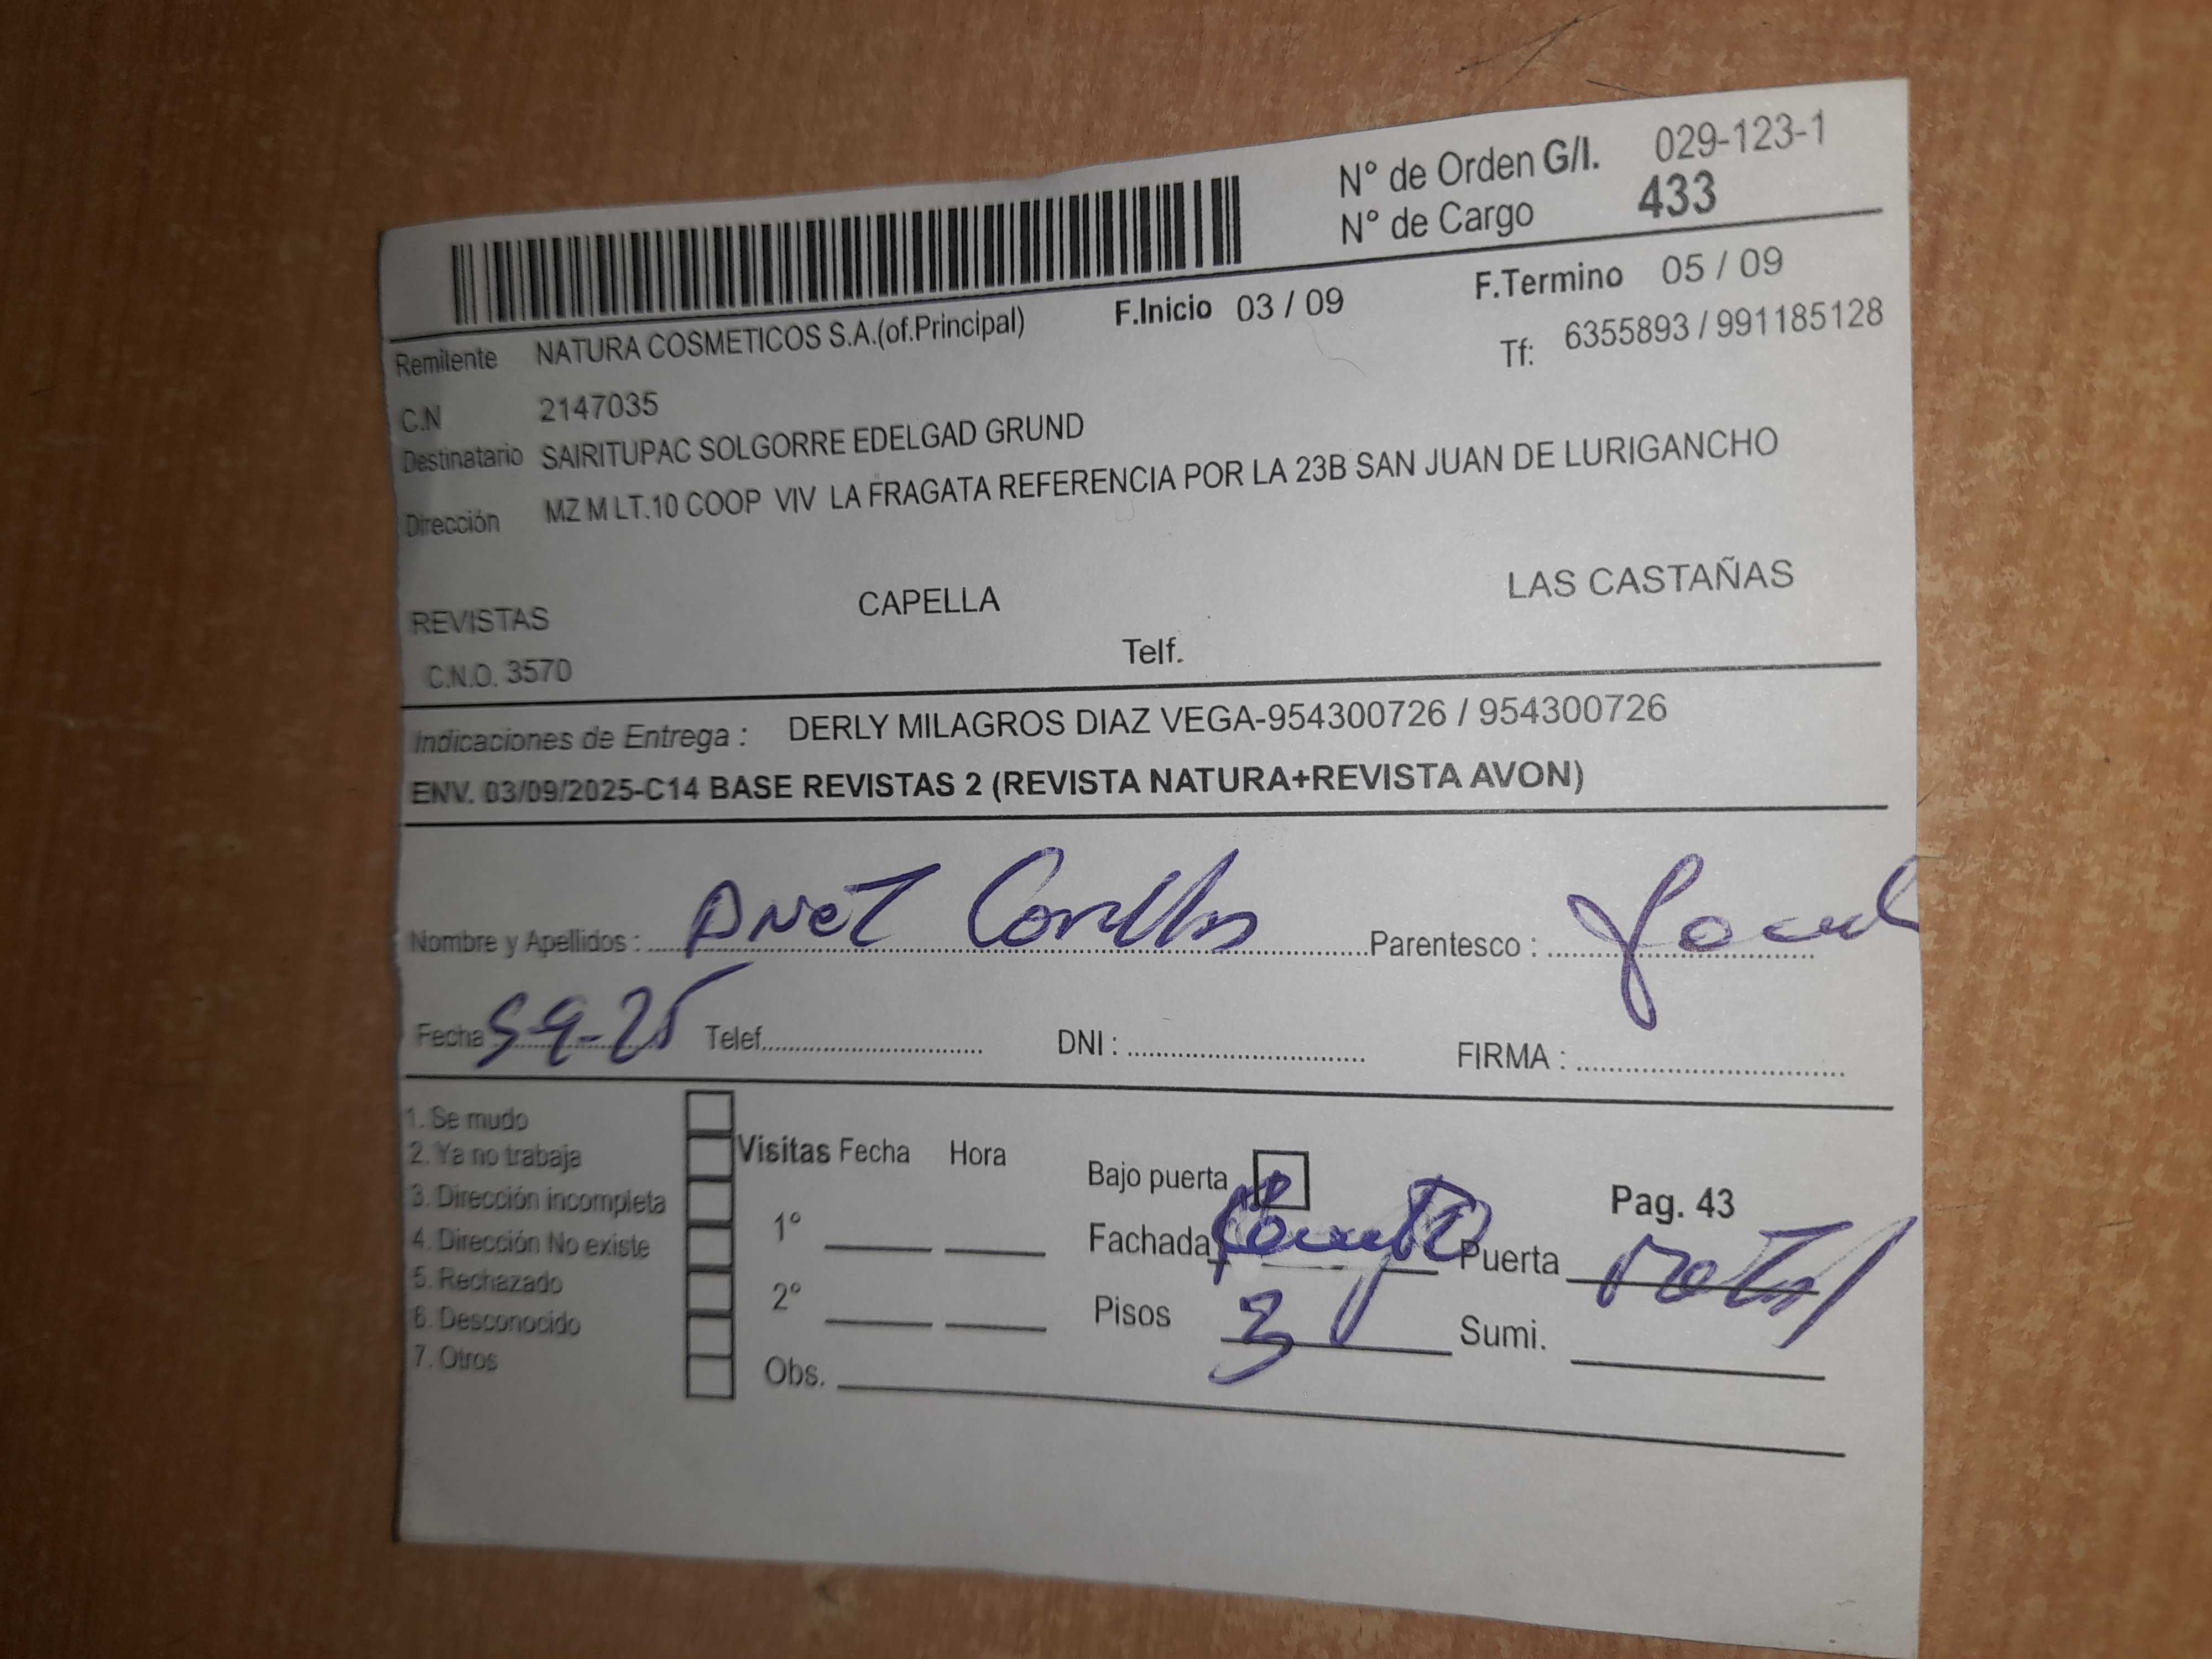 N° de Orden G/I. 029-123-1
N° de Cargo 433
F.Inicio 03 / 09 F.Termino 05 / 09
Remitente NATURA COSMETICOS S.A.(of.Principal) Tf: 6355893 / 991185128
C.N 2147035
Destinatario SAIRITUPAC SOLGORRE EDELGAD GRUND
Dirección MZ M LT.10 COOP VIV LA FRAGATA REFERENCIA POR LA 23B SAN JUAN DE LURIGANCHO
REVISTAS CAPELLA LAS CASTAÑAS
C.N.O. 3570 Telf.
Indicaciones de Entrega : DERLY MILAGROS DIAZ VEGA-954300726 / 954300726
ENV. 03/09/2025-C14 BASE REVISTAS 2 (REVISTA NATURA+REVISTA AVON)
Nombre y Apellidos : Parentesco :
Fecha 5-9-25 Telef. DNI : FIRMA :
1. Se mudo
2. Ya no trabaja Visitas Fecha Hora Bajo puerta Pag. 43
3. Dirección incompleta
4. Dirección No existe 1° Fachada Puerta metal
5. Rechazado
6. Desconocido 2° Pisos 3 Sumi.
7. Otros Obs.